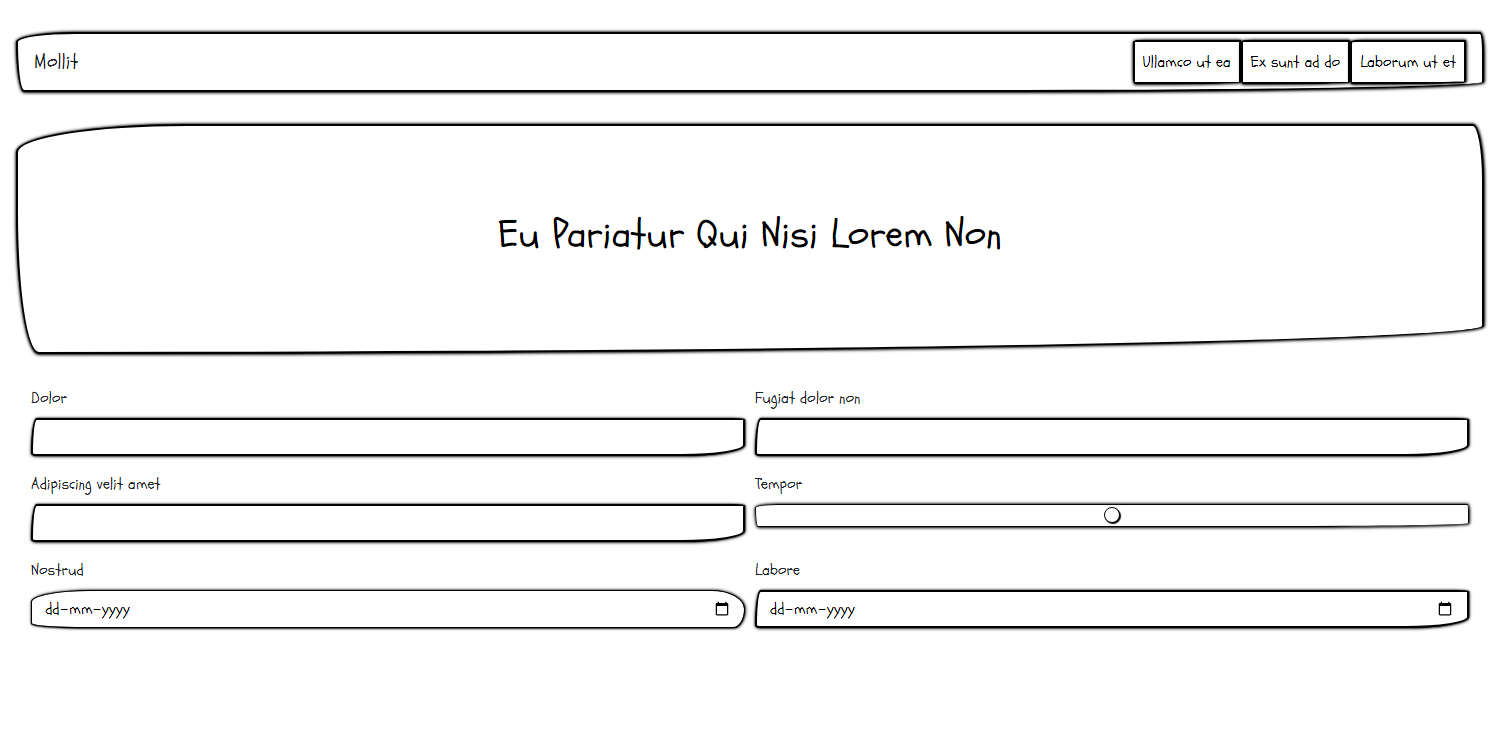 Mollit
Ullamco ut ea
Ex sunt ad do
Laborum ut et
Eu Pariatur Qui Nisi Lorem Non
Dolor
Fugiat dolor non
Adipiscing velit amet
Tempor
Nostrud
Labore
dd-mm-yyyy
dd-mm-yyyy